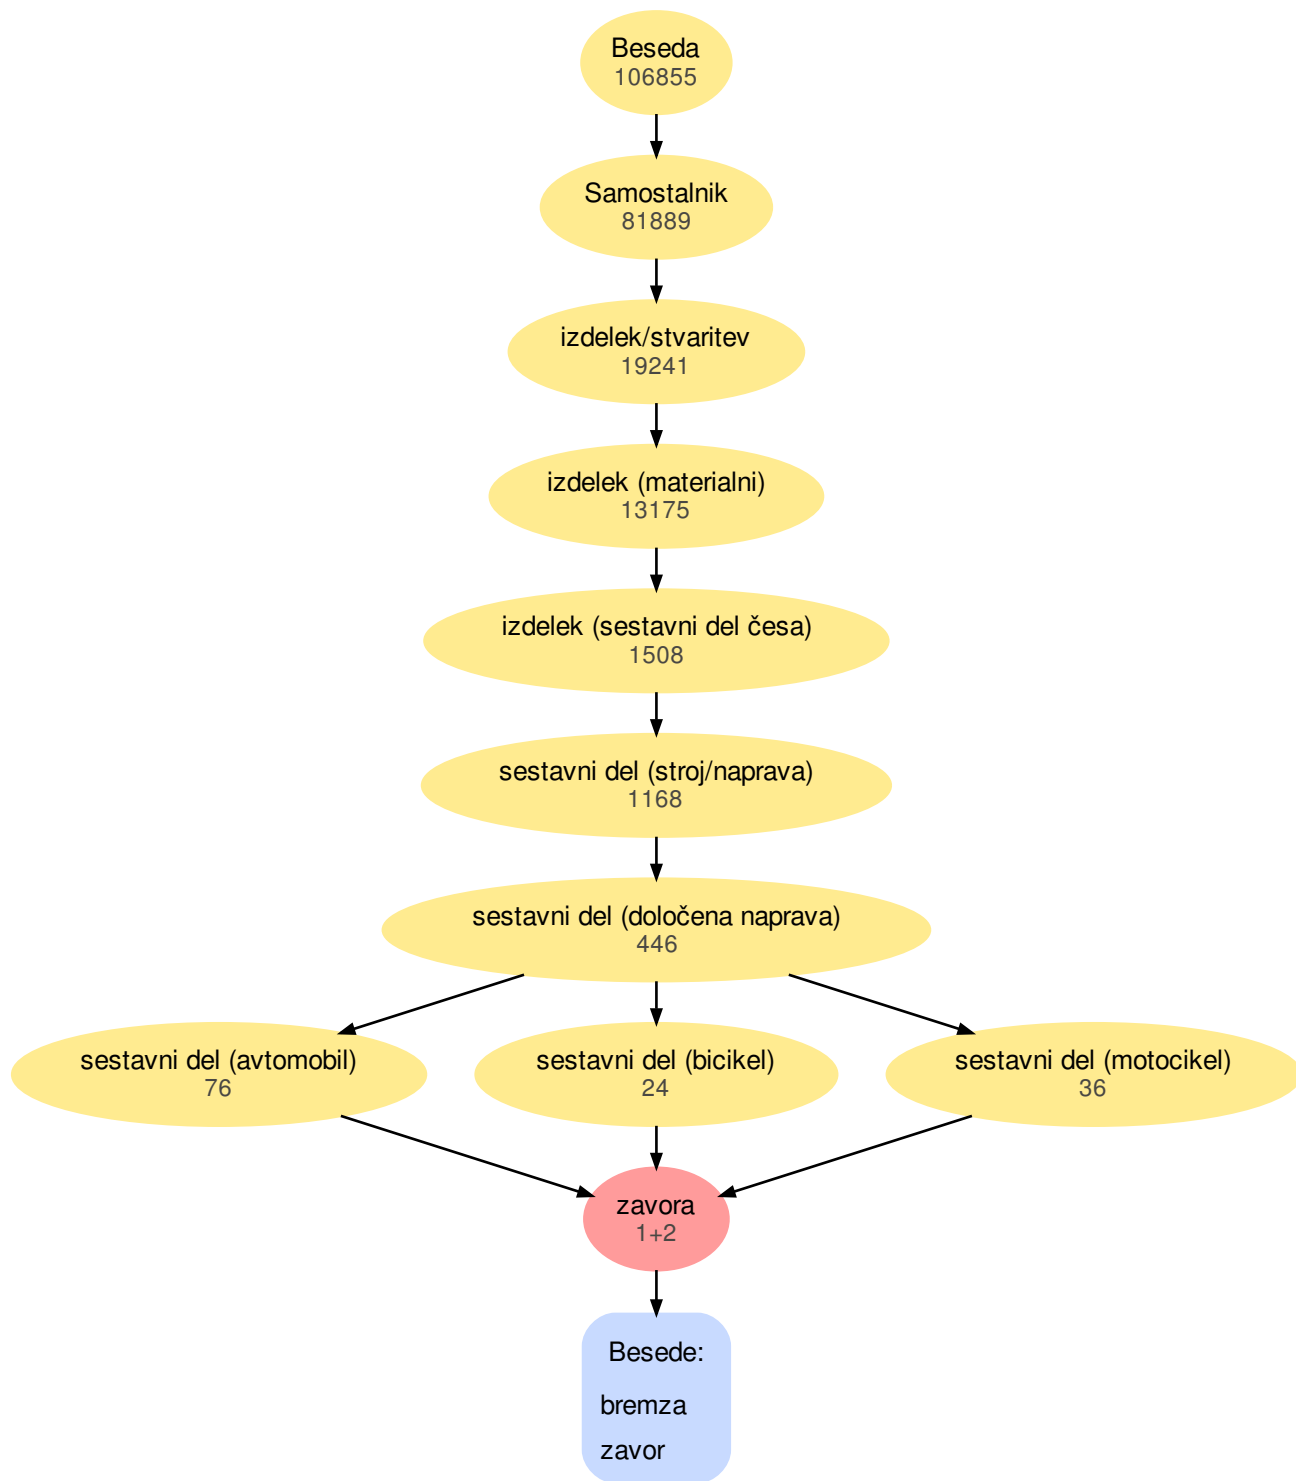 Beseda
106855
Samostalnik
81889
izdelek/stvaritev
19241
izdelek (materialni)
13175
izdelek (sestavni del česa)
1508
sestavni del (stroj/naprava)
1168
sestavni del (določena naprava)
446
sestavni del (avtomobil)
76
sestavni del (bicikel)
24
sestavni del (motocikel)
36
zavora
1+2
Besede:
bremza
zavor